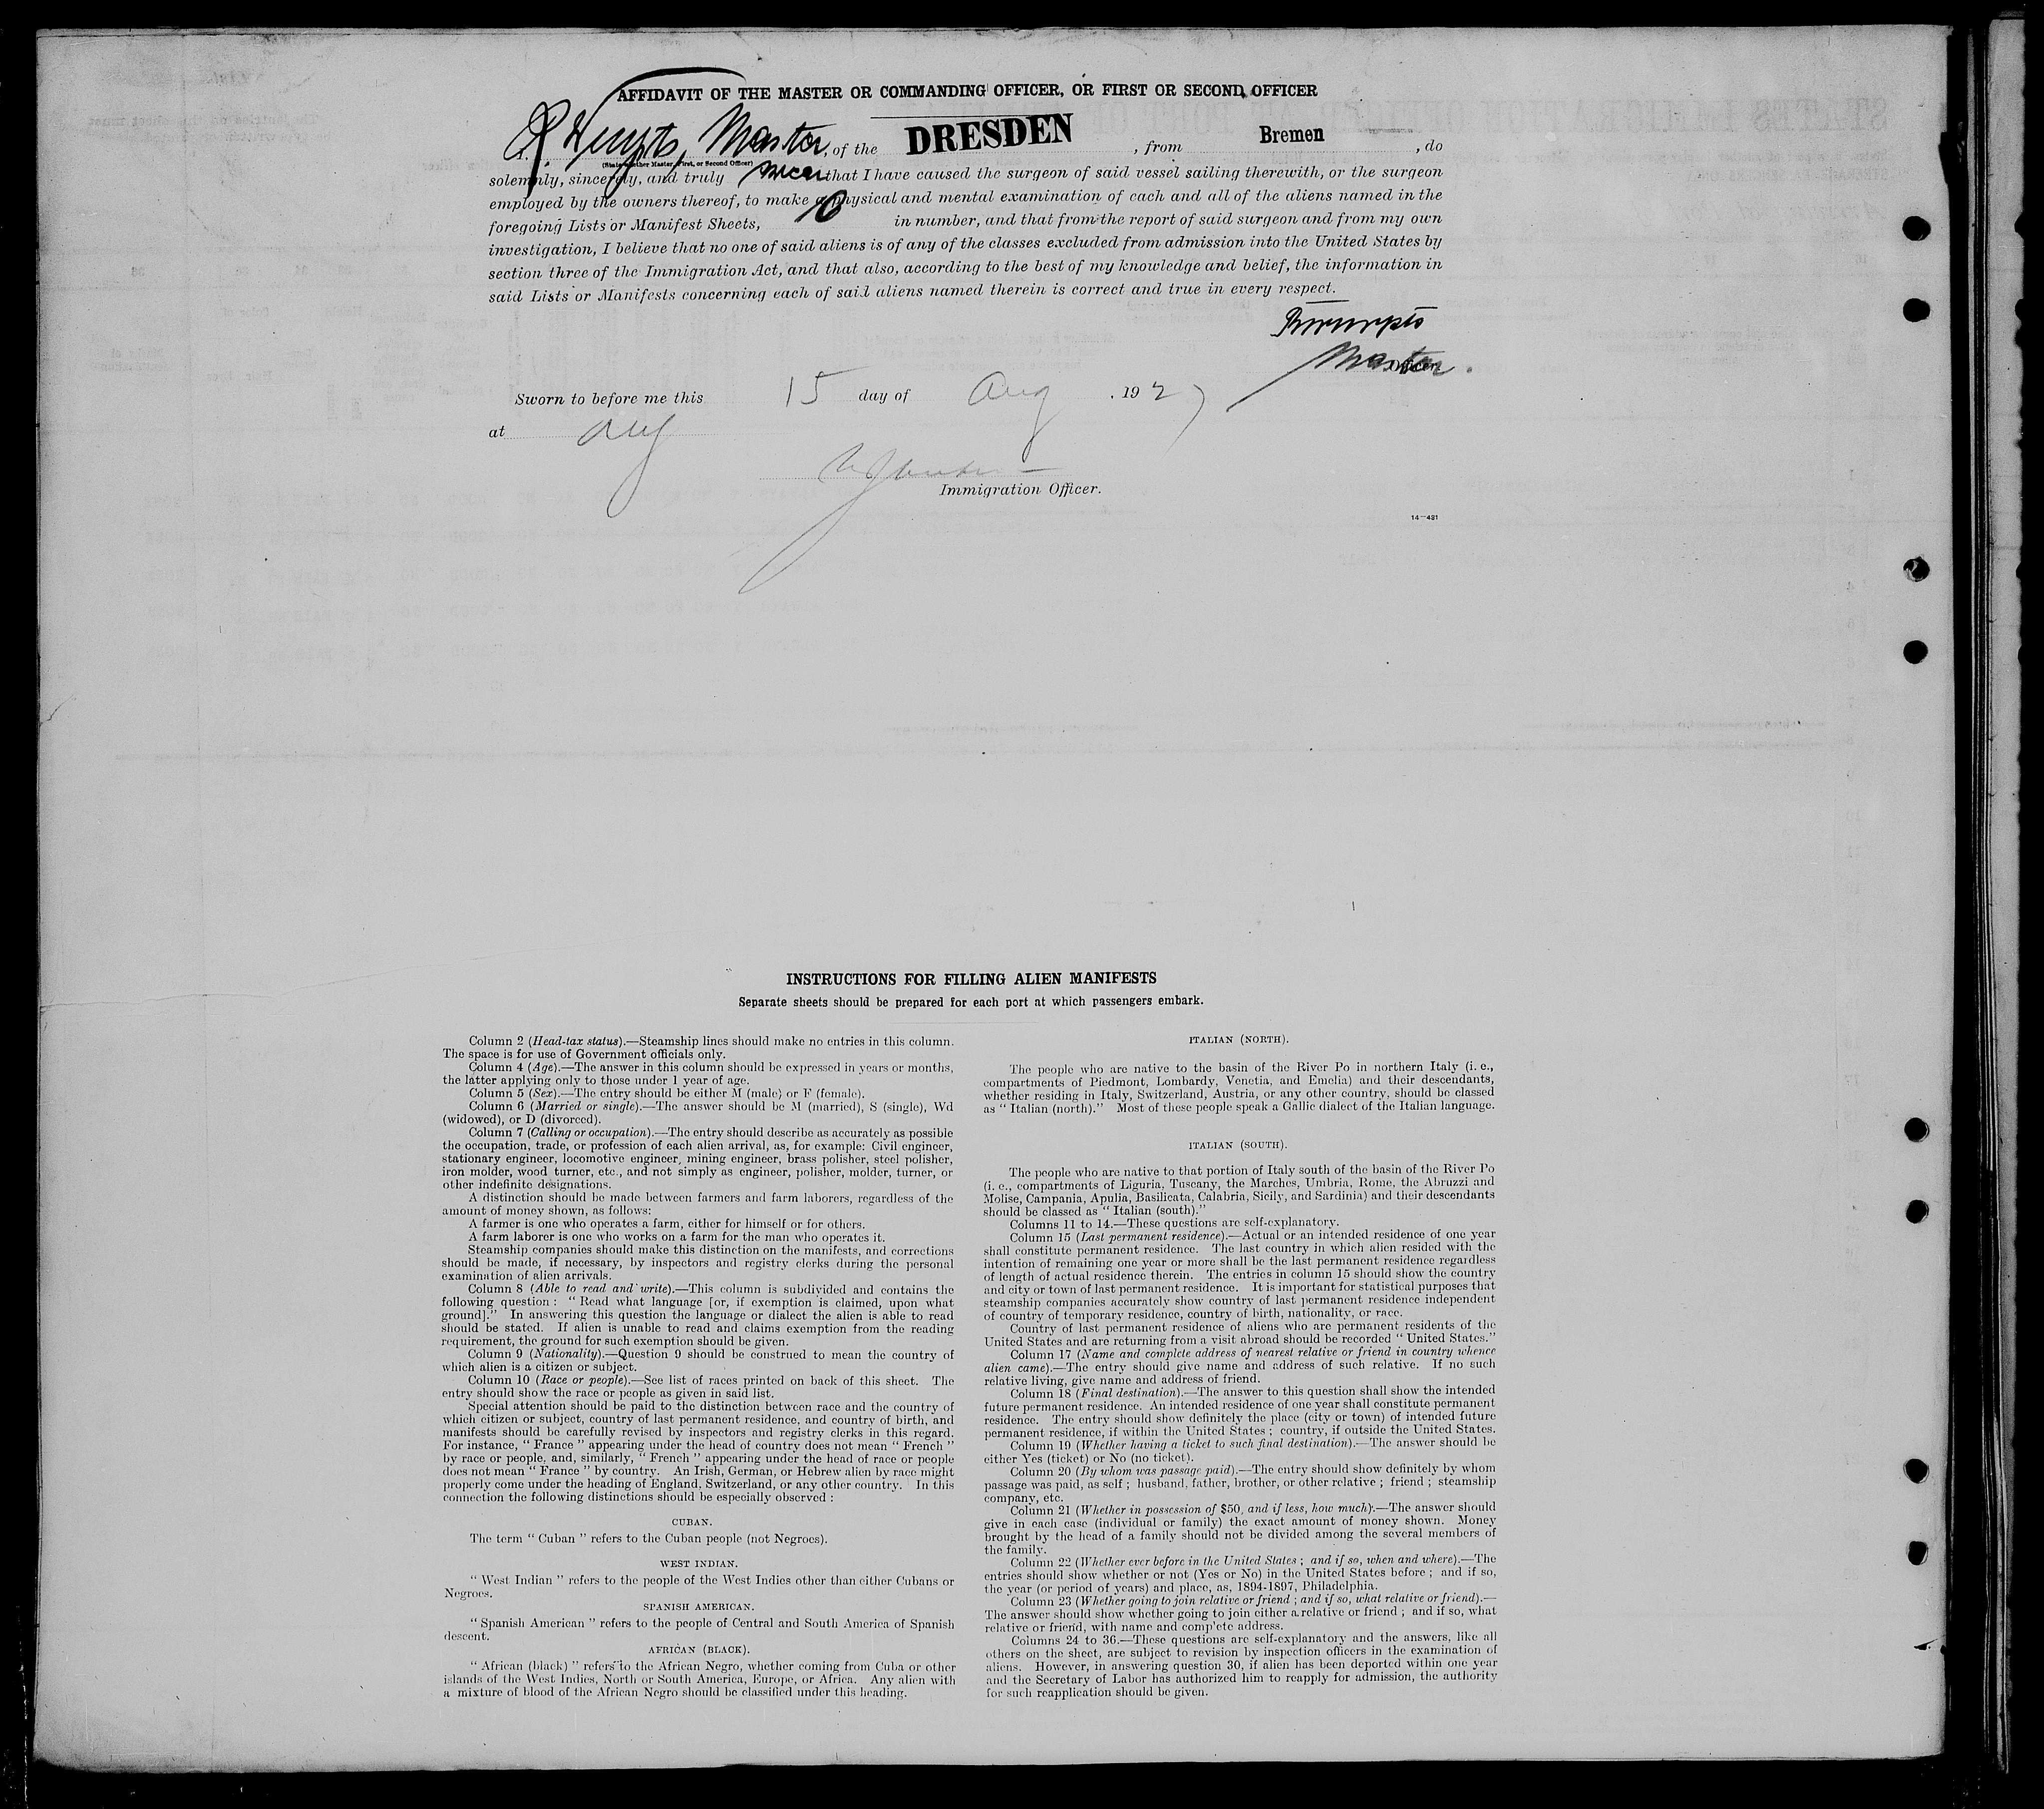 AFFIDAVIT OF THE MASTER OR COMMANDING OFFICER, OR FIRST OR SECOND OFFICER
Master, of the DRESDEN , from Bremen , do
(State whether Master, First, or Second Officer)
solemnly, sincerely, and truly swear that I have caused the surgeon of said vessel sailing therewith, or the surgeon
employed by the owners thereof, to make a physical and mental examination of each and all of the aliens named in the
foregoing Lists or Manifest Sheets, in number, and that from the report of said surgeon and from my own
investigation, I believe that no one of said aliens is of any of the classes excluded from admission into the United States by
section three of the Immigration Act, and that also, according to the best of my knowledge and belief, the information in
said Lists or Manifests concerning each of said aliens named therein is correct and true in every respect.
Master Officer.
Sworn to before me this 15 day of Aug , 1927
at
Immigration Officer.
14—431
INSTRUCTIONS FOR FILLING ALIEN MANIFESTS
Separate sheets should be prepared for each port at which passengers embark.
Column 2 (Head-tax status).—Steamship lines should make no entries in this column.
The space is for use of Government officials only.
Column 4 (Age).—The answer in this column should be expressed in years or months,
the latter applying only to those under 1 year of age.
Column 5 (Sex).—The entry should be either M (male) or F (female).
Column 6 (Married or single).—The answer should be M (married), S (single), Wd
(widowed), or D (divorced).
Column 7 (Calling or occupation).—The entry should describe as accurately as possible
the occupation, trade, or profession of each alien arrival, as, for example: Civil engineer,
stationary engineer, locomotive engineer, mining engineer, brass polisher, steel polisher,
iron molder, wood turner, etc., and not simply as engineer, polisher, molder, turner, or
other indefinite designations.
A distinction should be made between farmers and farm laborers, regardless of the
amount of money shown, as follows:
A farmer is one who operates a farm, either for himself or for others.
A farm laborer is one who works on a farm for the man who operates it.
Steamship companies should make this distinction on the manifests, and corrections
should be made, if necessary, by inspectors and registry clerks during the personal
examination of alien arrivals.
Column 8 (Able to read and write).—This column is subdivided and contains the
following question : “ Read what language [or, if exemption is claimed, upon what
ground].” In answering this question the language or dialect the alien is able to read
should be stated. If alien is unable to read and claims exemption from the reading
requirement, the ground for such exemption should be given.
Column 9 (Nationality).—Question 9 should be construed to mean the country of
which alien is a citizen or subject.
Column 10 (Race or people).—See list of races printed on back of this sheet. The
entry should show the race or people as given in said list.
Special attention should be paid to the distinction between race and the country of
which citizen or subject, country of last permanent residence, and country of birth, and
manifests should be carefully revised by inspectors and registry clerks in this regard.
For instance, “ France ” appearing under the head of country does not mean “ French ”
by race or people, and, similarly, “ French ” appearing under the head of race or people
does not mean “ France ” by country. An Irish, German, or Hebrew alien by race might
properly come under the heading of England, Switzerland, or any other country. In this
connection the following distinctions should be especially observed :
CUBAN.
The term “ Cuban ” refers to the Cuban people (not Negroes).
WEST INDIAN.
“ West Indian ” refers to the people of the West Indies other than either Cubans or
Negroes.
SPANISH AMERICAN.
“ Spanish American ” refers to the people of Central and South America of Spanish
descent.
AFRICAN (BLACK).
“ African (black) ” refers to the African Negro, whether coming from Cuba or other
islands of the West Indies, North or South America, Europe, or Africa. Any alien with
a mixture of blood of the African Negro should be classified under this heading.
ITALIAN (NORTH).
The people who are native to the basin of the River Po in northern Italy (i. e.,
compartments of Piedmont, Lombardy, Venetia, and Emelia) and their descendants,
whether residing in Italy, Switzerland, Austria, or any other country, should be classed
as “ Italian (north).” Most of these people speak a Gallic dialect of the Italian language.
ITALIAN (SOUTH).
The people who are native to that portion of Italy south of the basin of the River Po
(i. e., compartments of Liguria, Tuscany, the Marches, Umbria, Rome, the Abruzzi and
Molise, Campania, Apulia, Basilicata, Calabria, Sicily, and Sardinia) and their descendants
should be classed as “ Italian (south).”
Columns 11 to 14.—These questions are self-explanatory.
Column 15 (Last permanent residence).—Actual or an intended residence of one year
shall constitute permanent residence. The last country in which alien resided with the
intention of remaining one year or more shall be the last permanent residence regardless
of length of actual residence therein. The entries in column 15 should show the country
and city or town of last permanent residence. It is important for statistical purposes that
steamship companies accurately show country of last permanent residence independent
of country of temporary residence, country of birth, nationality, or race.
Country of last permanent residence of aliens who are permanent residents of the
United States and are returning from a visit abroad should be recorded “ United States.”
Column 17 (Name and complete address of nearest relative or friend in country whence
alien came).—The entry should give name and address of such relative. If no such
relative living, give name and address of friend.
Column 18 (Final destination).—The answer to this question shall show the intended
future permanent residence. An intended residence of one year shall constitute permanent
residence. The entry should show definitely the place (city or town) of intended future
permanent residence, if within the United States ; country, if outside the United States.
Column 19 (Whether having a ticket to such final destination).—The answer should be
either Yes (ticket) or No (no ticket).
Column 20 (By whom was passage paid).—The entry should show definitely by whom
passage was paid, as self ; husband, father, brother, or other relative ; friend ; steamship
company, etc.
Column 21 (Whether in possession of $50, and if less, how much).—The answer should
give in each case (individual or family) the exact amount of money shown. Money
brought by the head of a family should not be divided among the several members of
the family.
Column 22 (Whether ever before in the United States ; and if so, when and where).—The
entries should show whether or not (Yes or No) in the United States before ; and if so,
the year (or period of years) and place, as, 1894-1897, Philadelphia.
Column 23 (Whether going to join relative or friend ; and if so, what relative or friend).—
The answer should show whether going to join either a relative or friend ; and if so, what
relative or friend, with name and complete address.
Columns 24 to 36.—These questions are self-explanatory and the answers, like all
others on the sheet, are subject to revision by inspection officers in the examination of
aliens. However, in answering question 30, if alien has been deported within one year
and the Secretary of Labor has authorized him to reapply for admission, the authority
for such reapplication should be given.